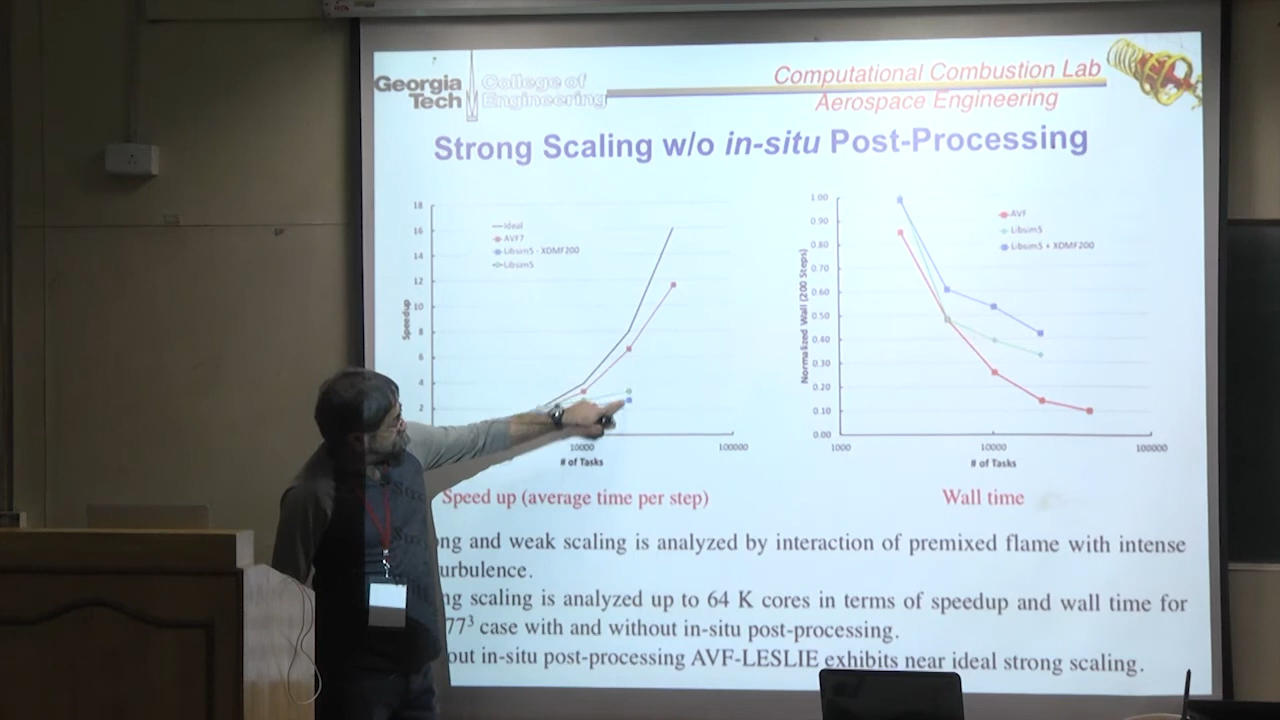 Georgia
Tech
College of
Engineering
Computational Combustion Lab
Aerospace Engineering
Strong Scaling w/o in-situ Post-Processing
18
16
14
12
10
8
6
4
2
Speedup
Ideal
AVF7
Libsim5 - XDMF200
Libsim5
10000
100000
# of Tasks
Speed up (average time per step)
1.00
0.90
0.80
0.70
0.60
0.50
0.40
0.30
0.20
0.10
0.00
Normalized Wall (200 Steps)
AVF
Libsim5
Libsim5 + XDMF200
1000
10000
100000
# of Tasks
Wall time
ng and weak scaling is analyzed by interaction of premixed flame with intense
urbulence.
ng scaling is analyzed up to 64 K cores in terms of speedup and wall time for
77³ case with and without in-situ post-processing.
out in-situ post-processing AVF-LESLIE exhibits near ideal strong scaling.